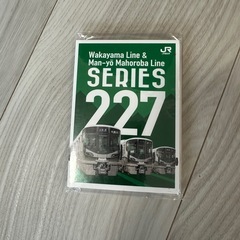 JR
Wakayama Line &
Man-yō Mahoroba Line
SERIES
227